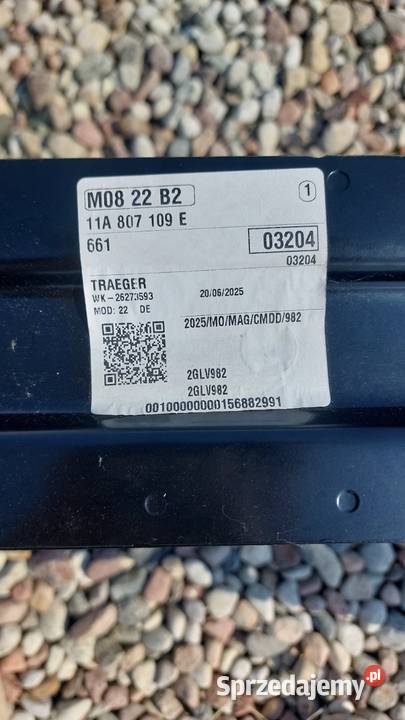 M08 22 B2 1
11A 807 109 E
661 03204
03204
TRAEGER
WK-26273593 20/06/2025
MOD: 22 DE
2025/MO/MAG/CMDD/982
2GLV982
2GLV982
00100000000156882991
Sprzedajemy.pl